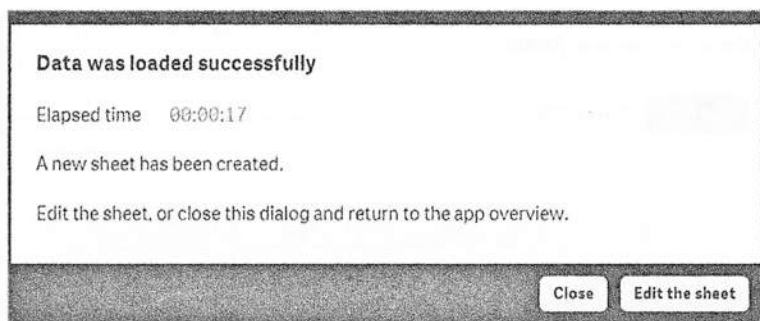 Data was loaded successfully
Elapsed time 00:00:17
A new sheet has been created.
Edit the sheet, or close this dialog and return to the app overview.
Close Edit the sheet